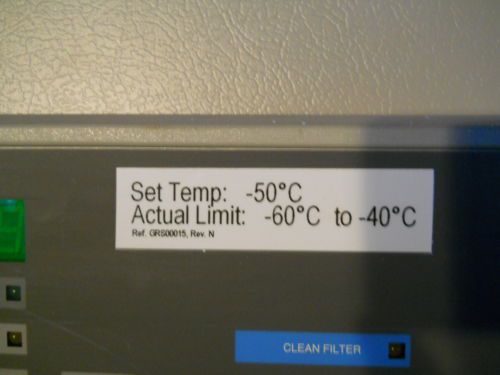 Set Temp: -50°C
Actual Limit: -60°C to -40°C
Ref. GRS00015, Rev. N
CLEAN FILTER